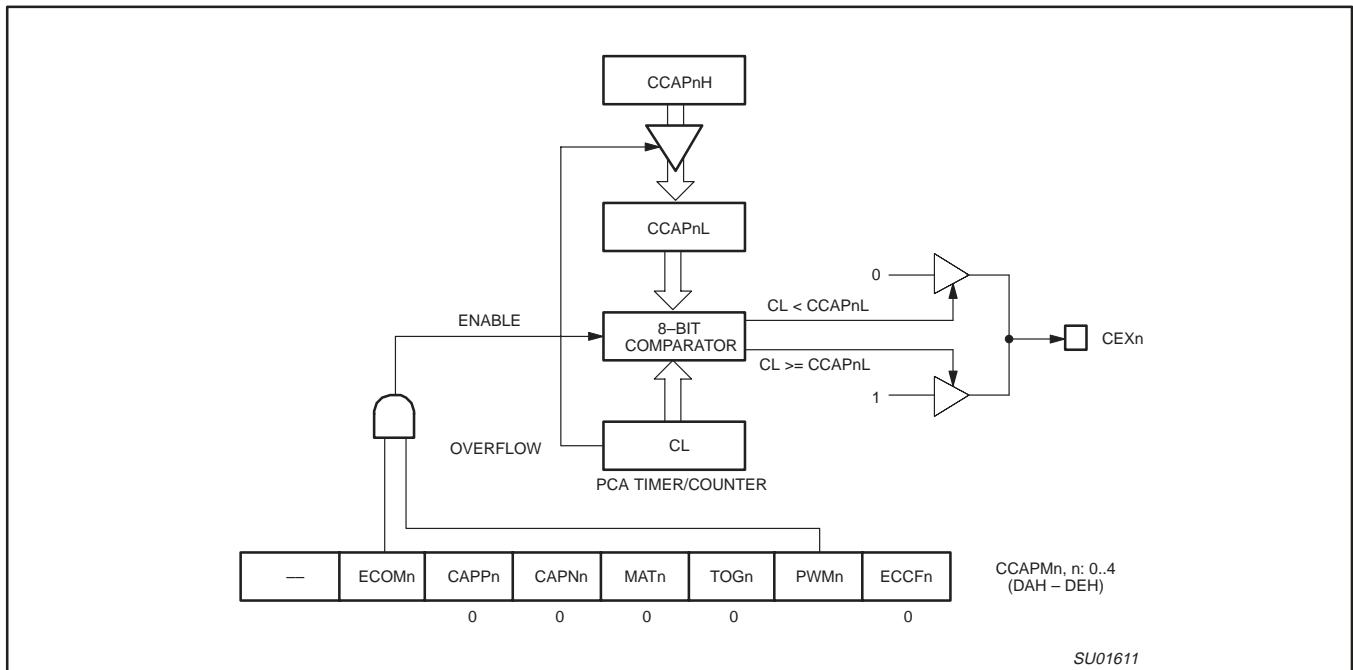 CCAPnH
CCAPnL
0
CL < CCAPnL
ENABLE
8–BIT
COMPARATOR
CEXn
CL >= CCAPnL
1
OVERFLOW
CL
PCA TIMER/COUNTER
— ECOMn CAPPn CAPNn MATn TOGn PWMn ECCFn
CCAPMn, n: 0..4
(DAH – DEH)
0 0 0 0 0
SU01611